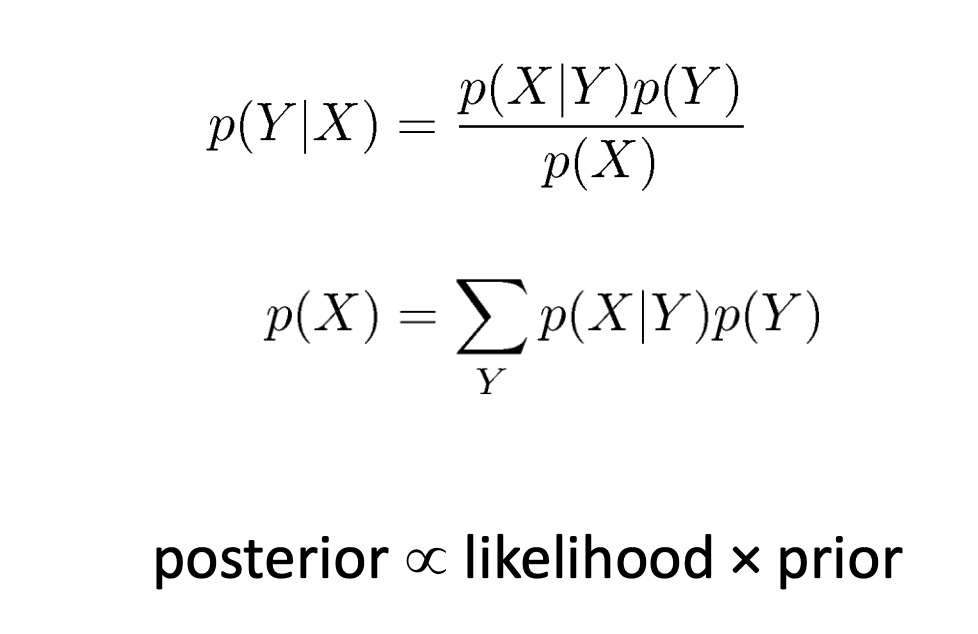 p(Y|X) = p(X|Y)p(Y) / p(X)
p(X) = ∑_Y p(X|Y)p(Y)
posterior ∝ likelihood × prior